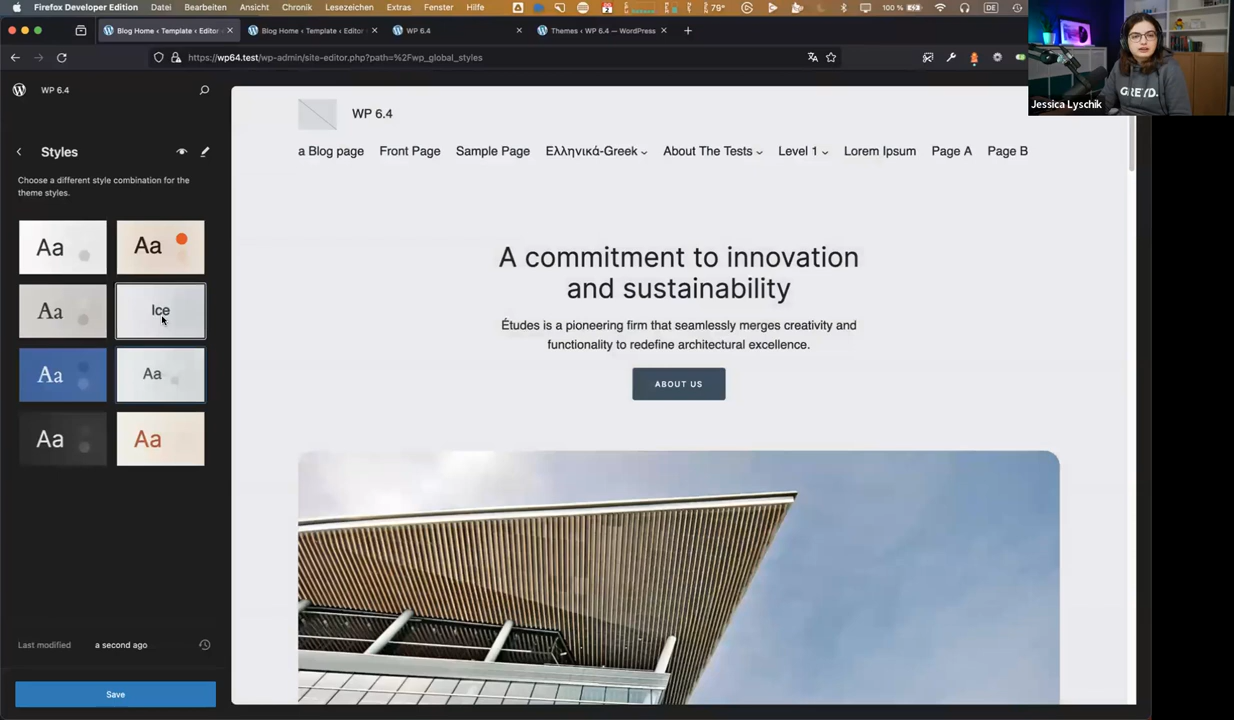 Firefox Developer Edition Datei Bearbeiten Ansicht Chronik Lesezeichen Extras Fenster Hilfe 79° 100 % DE
Blog Home ‹ Template ‹ Editor Blog Home ‹ Template ‹ Editor WP 6.4 Themes ‹ WP 6.4 — WordPress
https://wp64.test/wp-admin/site-editor.php?path=%2Fwp_global_styles
GREYD.
Jessica Lyschik
WP 6.4
Styles
Choose a different style combination for the
theme styles.
Aa Aa
Aa Ice
Aa Aa
Aa Aa
Last modified a second ago
Save
WP 6.4
a Blog page Front Page Sample Page Ελληνικά-Greek About The Tests Level 1 Lorem Ipsum Page A Page B
A commitment to innovation
and sustainability
Études is a pioneering firm that seamlessly merges creativity and
functionality to redefine architectural excellence.
ABOUT US